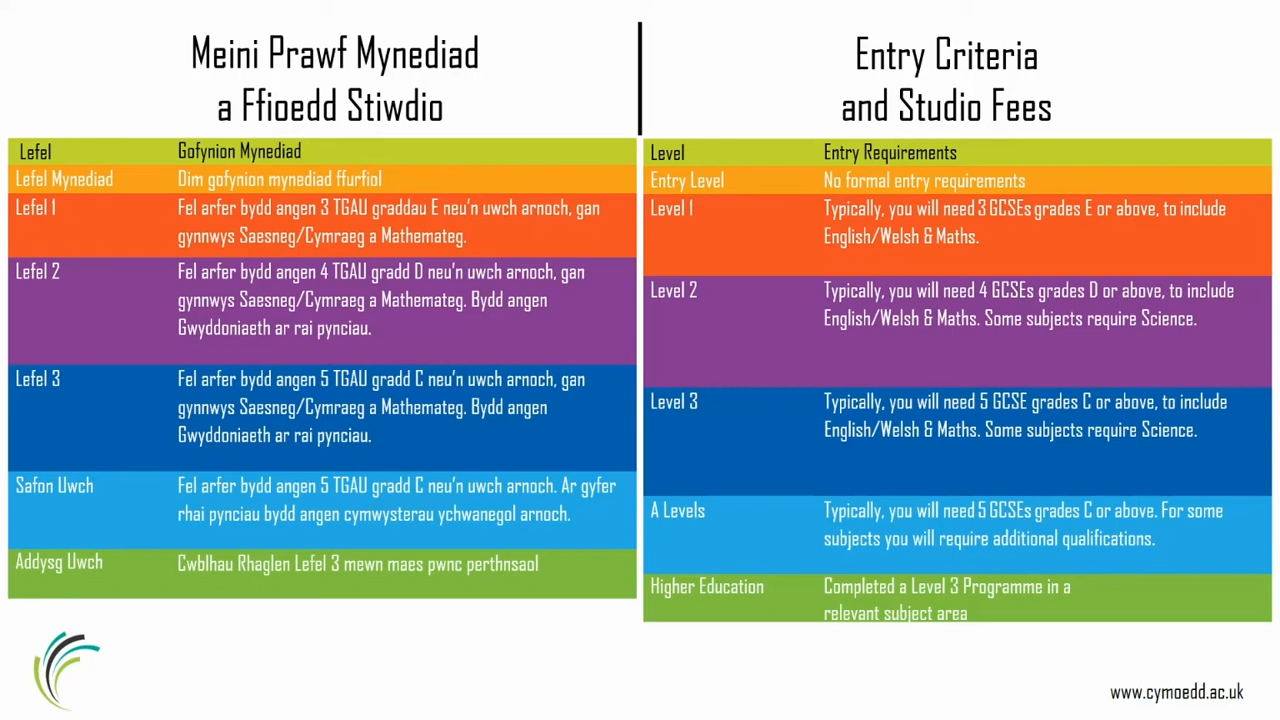 Meini Prawf Mynediad
a Ffioedd Stiwdio
Lefel Gofynion Mynediad
Lefel Mynediad Dim gofynion mynediad ffurfiol
Lefel 1 Fel arfer bydd angen 3 TGAU graddau E neu'n uwch arnoch, gan
gynnwys Saesneg/Cymraeg a Mathemateg.
Lefel 2 Fel arfer bydd angen 4 TGAU gradd D neu'n uwch arnoch, gan
gynnwys Saesneg/Cymraeg a Mathemateg. Bydd angen
Gwyddoniaeth ar rai pynciau.
Lefel 3 Fel arfer bydd angen 5 TGAU gradd C neu'n uwch arnoch, gan
gynnwys Saesneg/Cymraeg a Mathemateg. Bydd angen
Gwyddoniaeth ar rai pynciau.
Safon Uwch Fel arfer bydd angen 5 TGAU gradd C neu'n uwch arnoch. Ar gyfer
rhai pynciau bydd angen cymwysterau ychwanegol arnoch.
Addysg Uwch Cwblhau Rhaglen Lefel 3 mewn maes pwnc perthnsaol
Entry Criteria
and Studio Fees
Level Entry Requirements
Entry Level No formal entry requirements
Level 1 Typically, you will need 3 GCSEs grades E or above, to include
English/Welsh & Maths.
Level 2 Typically, you will need 4 GCSEs grades D or above, to include
English/Welsh & Maths. Some subjects require Science.
Level 3 Typically, you will need 5 GCSE grades C or above, to include
English/Welsh & Maths. Some subjects require Science.
A Levels Typically, you will need 5 GCSEs grades C or above. For some
subjects you will require additional qualifications.
Higher Education Completed a Level 3 Programme in a
relevant subject area
www.cymoedd.ac.uk